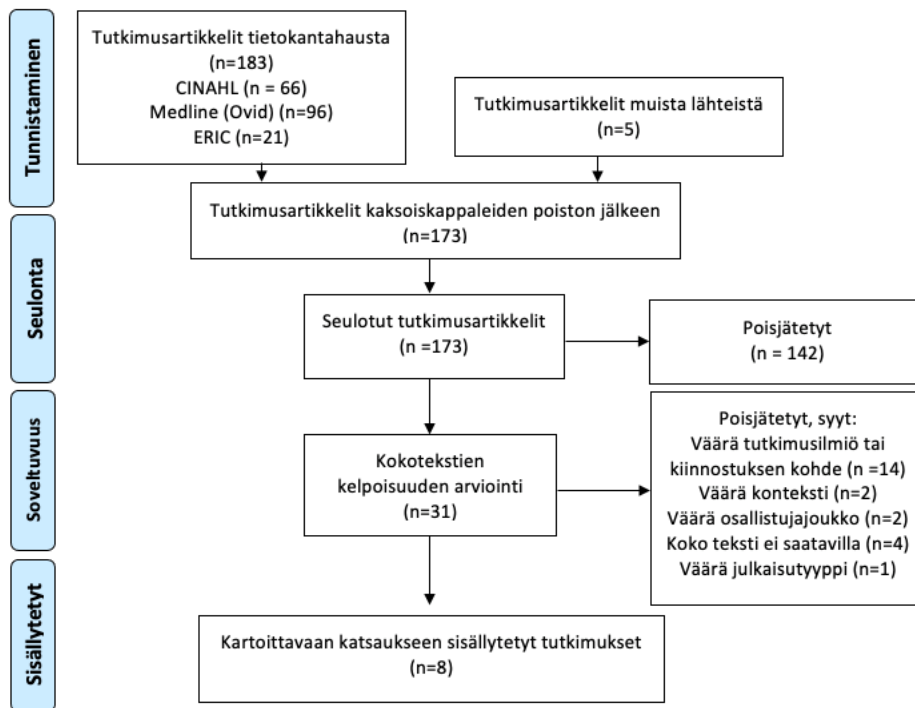 Tunnistaminen
Tutkimusartikkelit tietokantahausta
(n=183)
CINAHL (n = 66)
Medline (Ovid) (n=96)
ERIC (n=21)
Tutkimusartikkelit muista lähteistä
(n=5)
Tutkimusartikkelit kaksoiskappaleiden poiston jälkeen
(n=173)
Seulonta
Seulotut tutkimusartikkelit
(n =173)
Poisjätetyt
(n = 142)
Soveltuvuus
Kokotekstien
kelpoisuuden arviointi
(n=31)
Poisjätetyt, syyt:
Väärä tutkimusilmiö tai
kiinnostuksen kohde (n =14)
Väärä konteksti (n=2)
Väärä osallistujajoukko (n=2)
Koko teksti ei saatavilla (n=4)
Väärä julkaisutyyppi (n=1)
Sisällytetyt
Kartoittavaan katsaukseen sisällytetyt tutkimukset
(n=8)